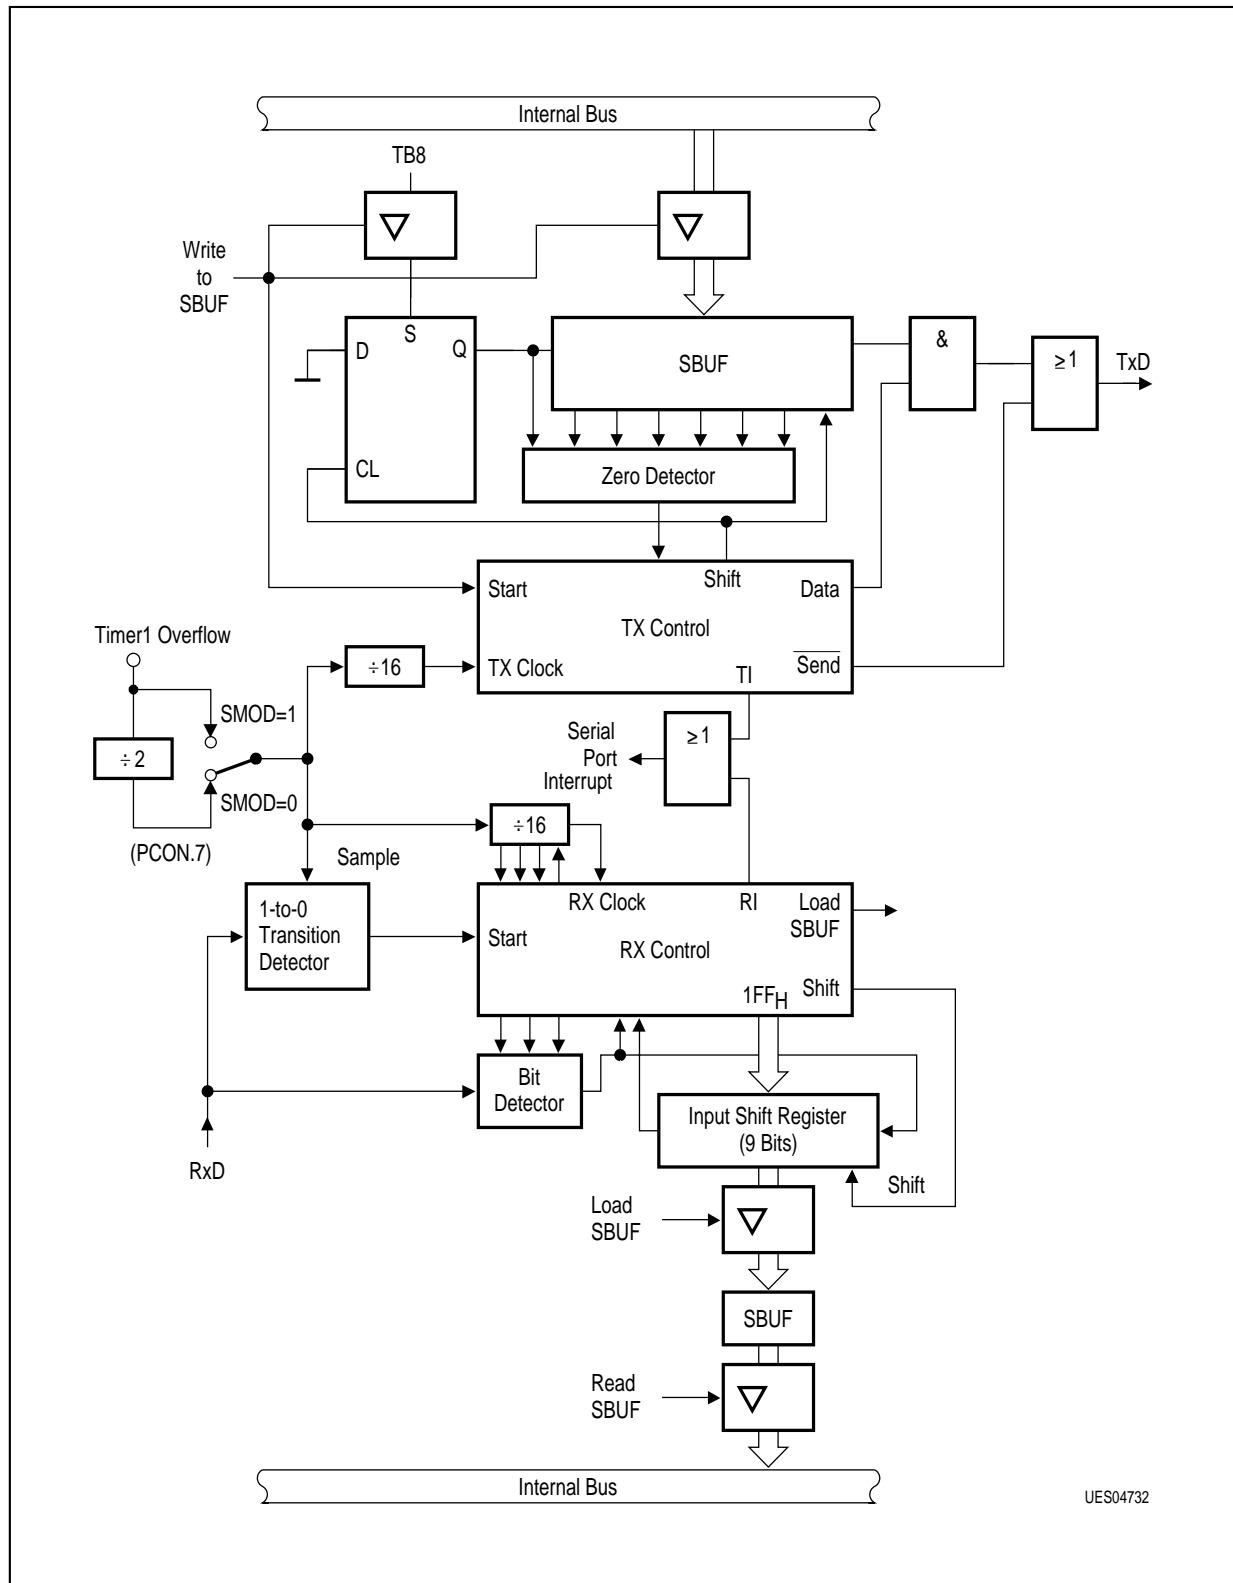 Internal Bus
TB8
Write
to
SBUF
S
D
Q
CL
SBUF
&
≥1
TxD
Zero Detector
Shift
Start
Data
TX Control
TX Clock
Send
TI
÷16
Timer1 Overflow
SMOD=1
÷2
SMOD=0
(PCON.7)
Serial
Port
Interrupt
≥1
÷16
Sample
1-to-0
Transition
Detector
RX Clock
RI
Load
SBUF
Start
RX Control
1FFH
Shift
Bit
Detector
Input Shift Register
(9 Bits)
RxD
Shift
Load
SBUF
SBUF
Read
SBUF
Internal Bus
UES04732